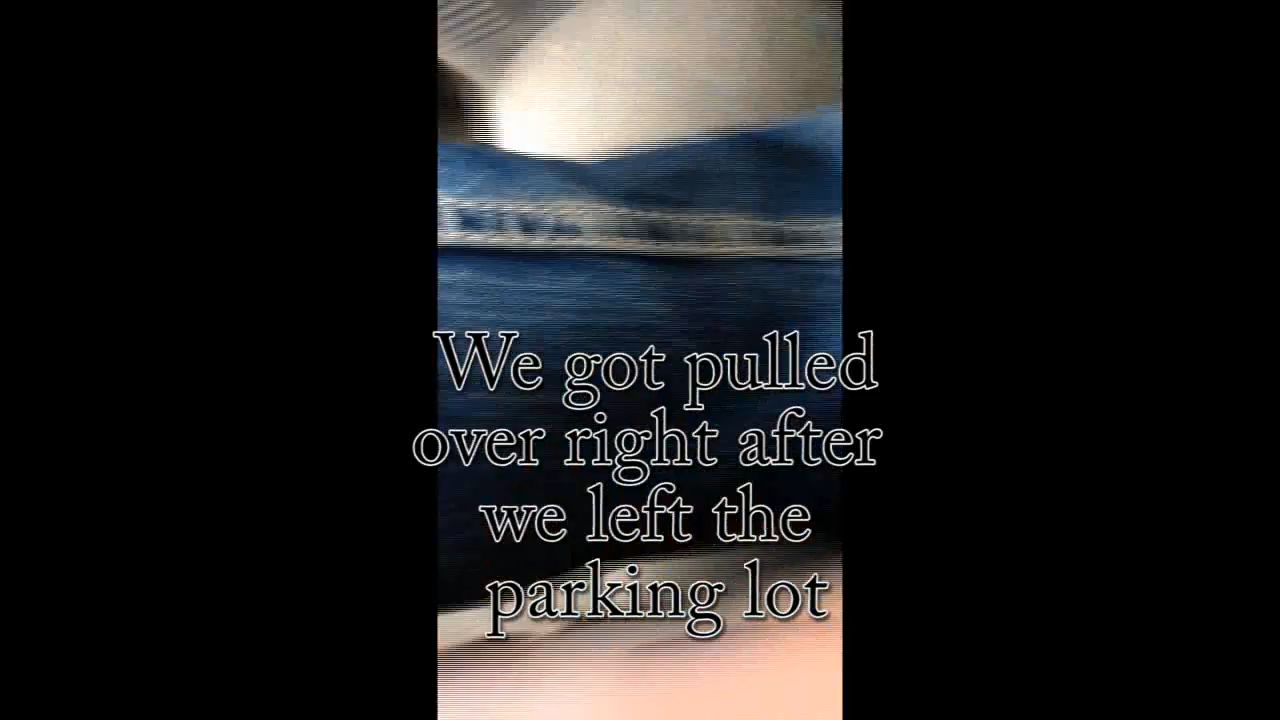 We got pulled
over right after
we left the
parking lot